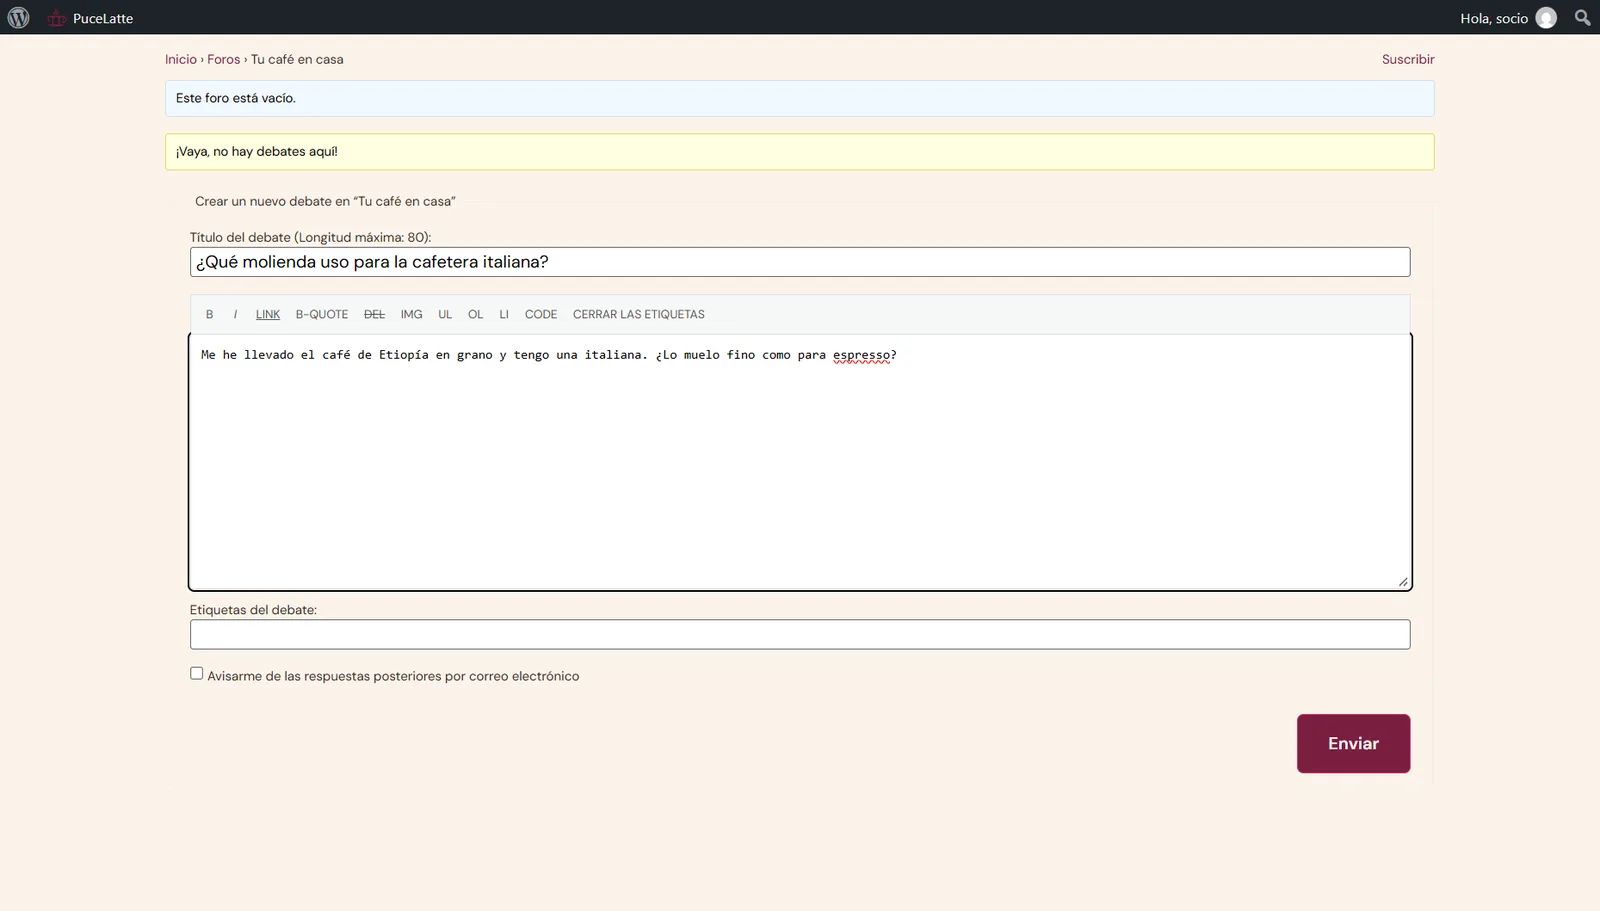 PuceLatte
Hola, socio
Inicio › Foros › Tu café en casa
Suscribir
Este foro está vacío.
¡Vaya, no hay debates aquí!
Crear un nuevo debate en “Tu café en casa”
Título del debate (Longitud máxima: 80):
¿Qué molienda uso para la cafetera italiana?
B I LINK B-QUOTE DEL IMG UL OL LI CODE CERRAR LAS ETIQUETAS
Me he llevado el café de Etiopía en grano y tengo una italiana. ¿Lo muelo fino como para espresso?
Etiquetas del debate:
Avisarme de las respuestas posteriores por correo electrónico
Enviar